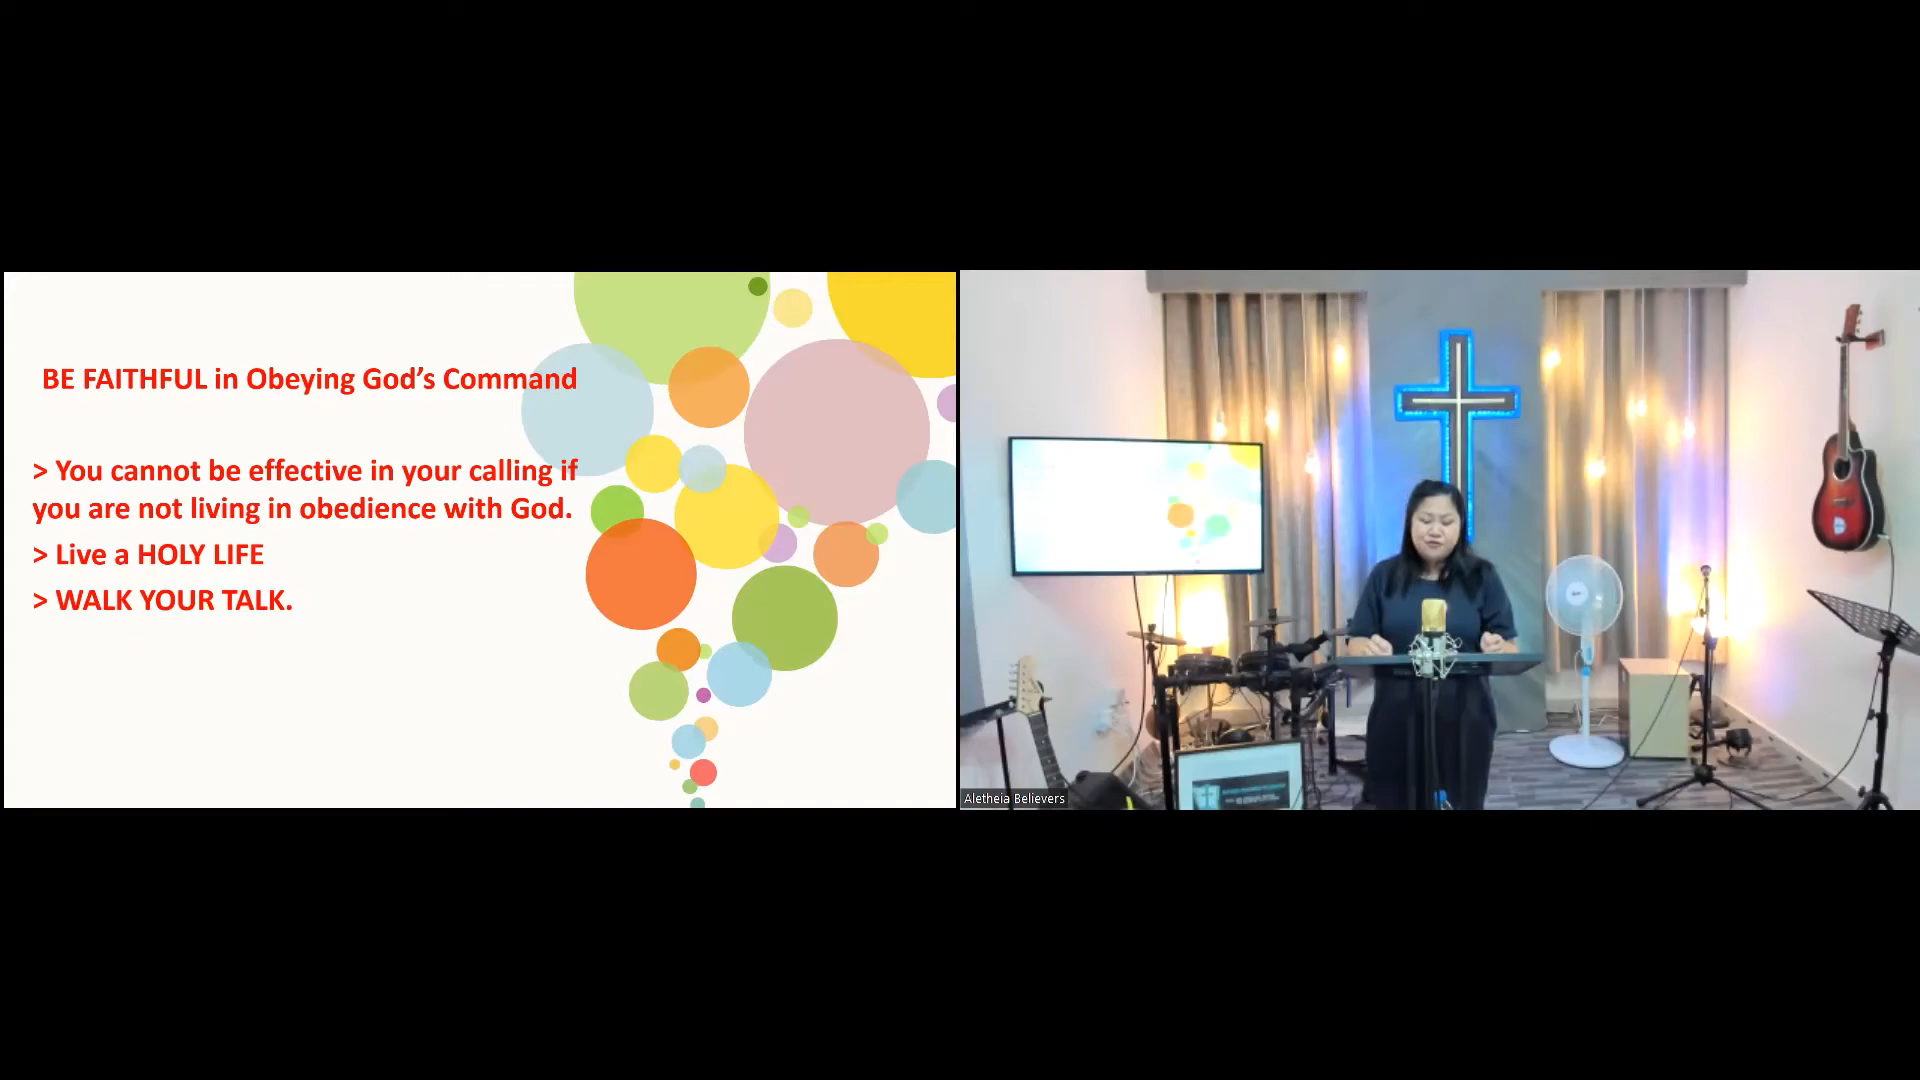 BE FAITHFUL in Obeying God's Command
> You cannot be effective in your calling if
you are not living in obedience with God.
> Live a HOLY LIFE
> WALK YOUR TALK.
Aletheia Believers